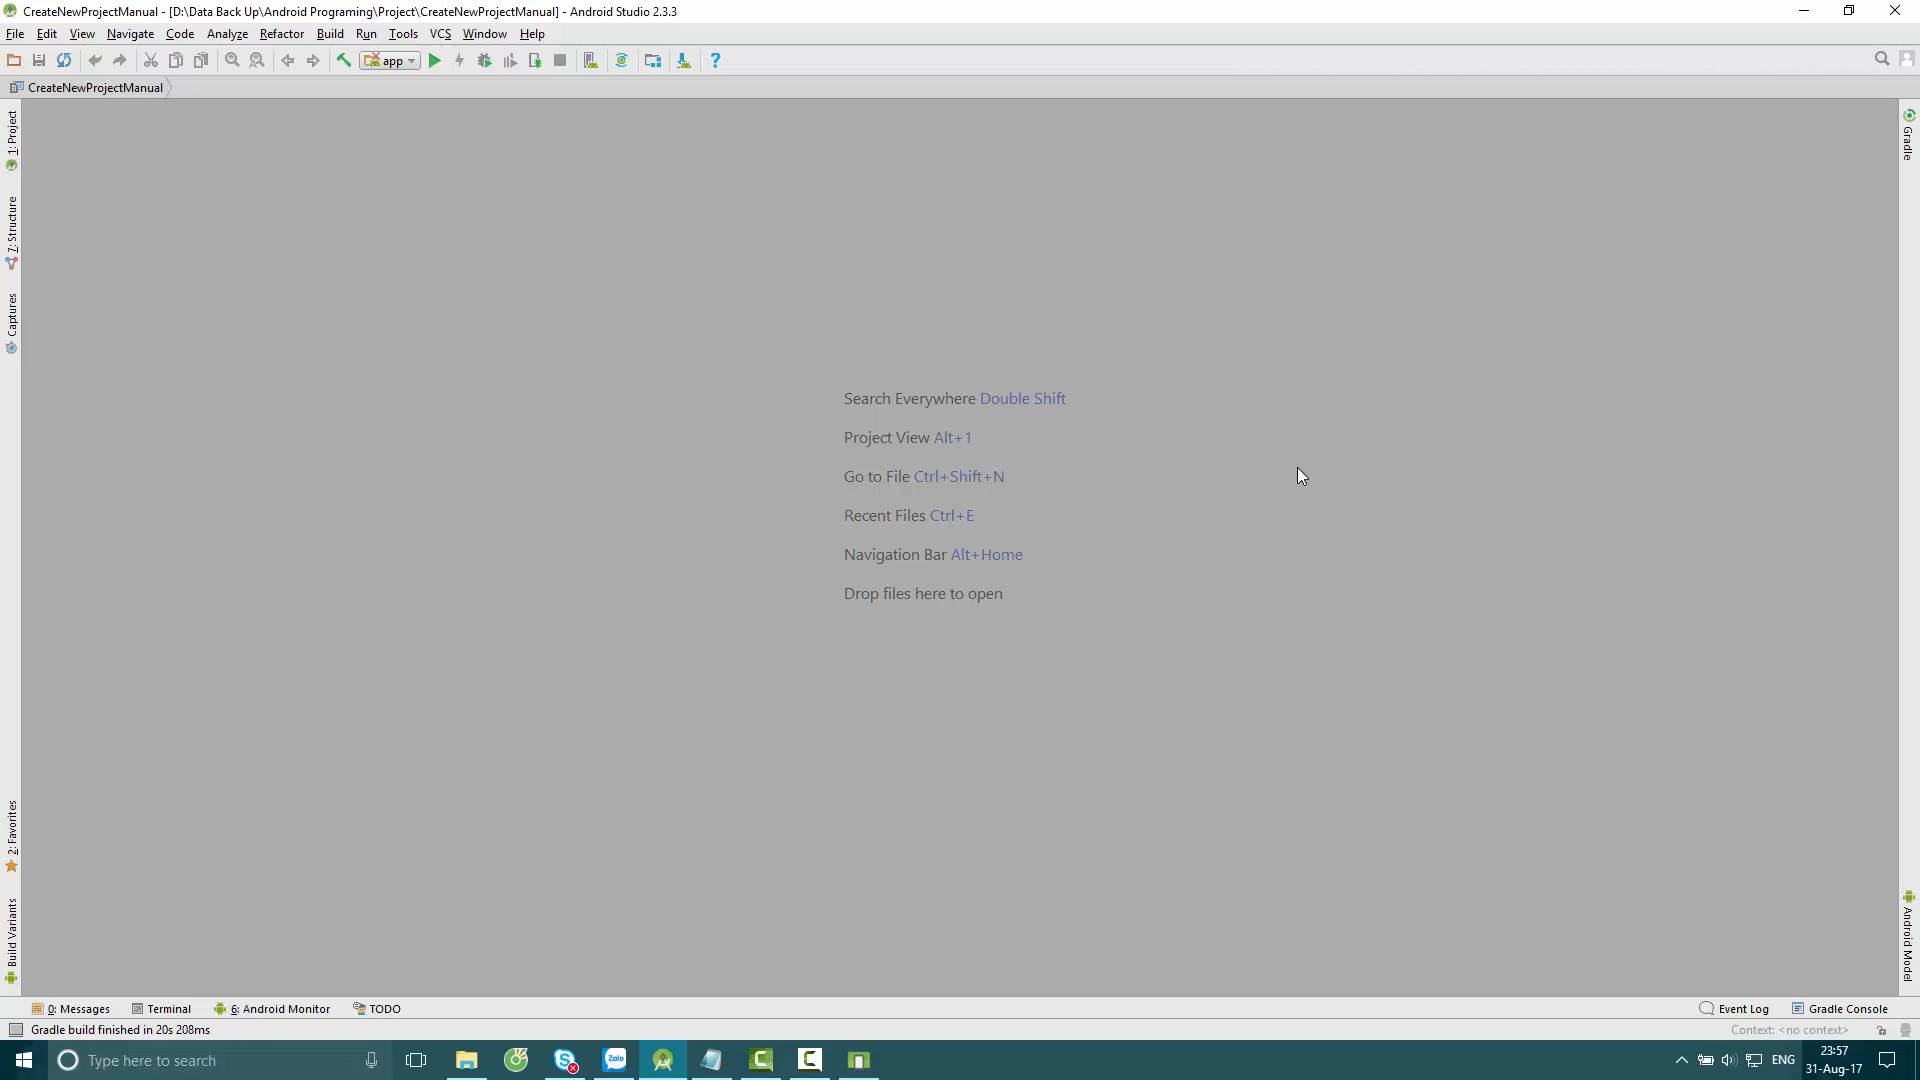 CreateNewProjectManual - [D:\Data Back Up\Android Programing\Project\CreateNewProjectManual] - Android Studio 2.3.3
File Edit View Navigate Code Analyze Refactor Build Run Tools VCS Window Help
app
CreateNewProjectManual
1: Project
7: Structure
Captures
2: Favorites
Build Variants
Gradle
Android Model
Search Everywhere Double Shift
Project View Alt+1
Go to File Ctrl+Shift+N
Recent Files Ctrl+E
Navigation Bar Alt+Home
Drop files here to open
0: Messages Terminal 6: Android Monitor TODO Event Log Gradle Console
Gradle build finished in 20s 208ms Context: <no context>
Type here to search Zalo ENG
23:57
31-Aug-17